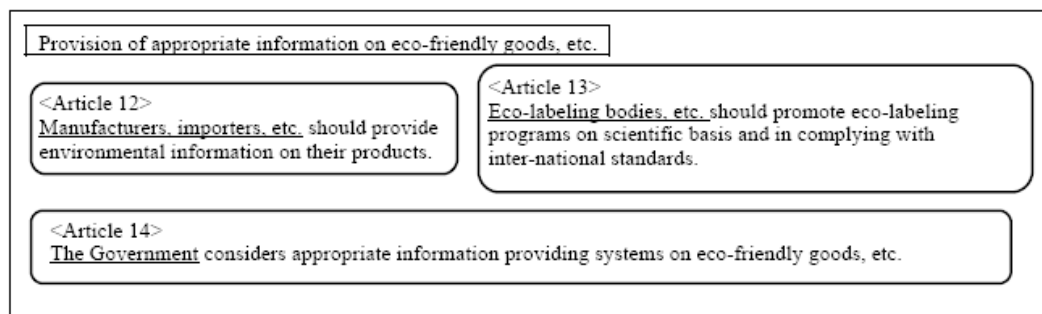 Provision of appropriate information on eco-friendly goods, etc.
<Article 12>
Manufacturers, importers, etc. should provide
environmental information on their products.
<Article 13>
Eco-labeling bodies, etc. should promote eco-labeling
programs on scientific basis and in complying with
inter-national standards.
<Article 14>
The Government considers appropriate information providing systems on eco-friendly goods, etc.